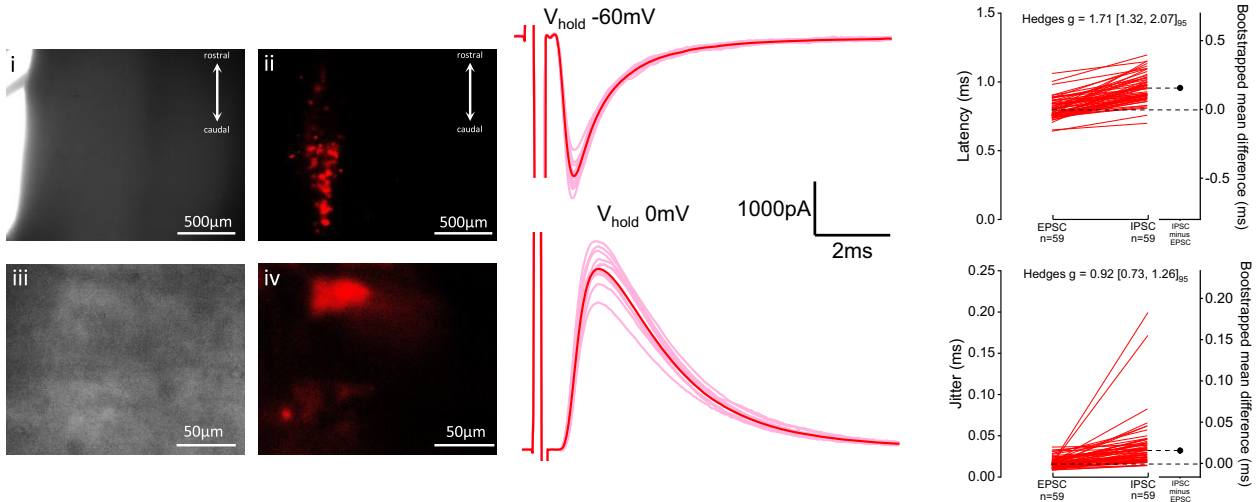 i
rostral
caudal
500µm
ii
rostral
caudal
500µm
iii
50µm
iv
50µm
Vhold -60mV
Vhold 0mV
1000pA
2ms
Hedges g = 1.71 [1.32, 2.07]95
Latency (ms)
1.5
1.0
0.5
0.0
EPSC
n=59
IPSC
n=59
IPSC
minus
EPSC
0.5
0.0
-0.5
Bootstrapped mean difference (ms)
Hedges g = 0.92 [0.73, 1.26]95
Jitter (ms)
0.25
0.20
0.15
0.10
0.05
0.00
EPSC
n=59
IPSC
n=59
IPSC
minus
EPSC
0.20
0.15
0.10
0.05
0.00
Bootstrapped mean difference (ms)